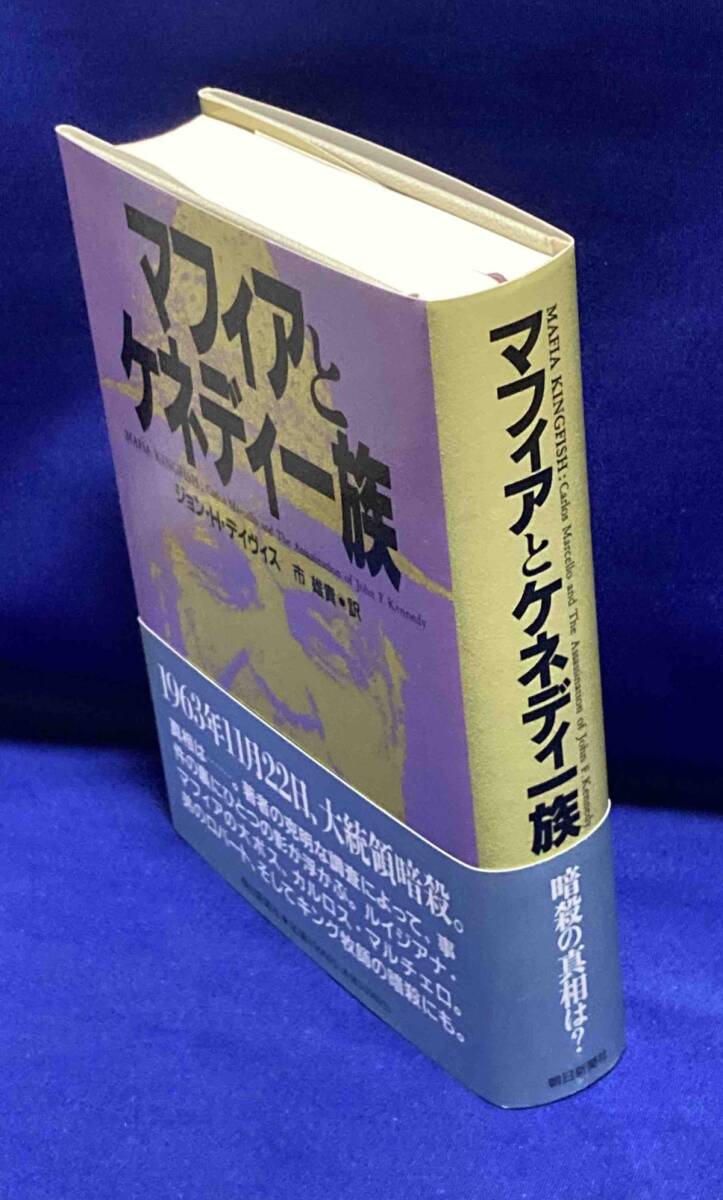 マフィアと
ケネディ一族
MAFIA KINGFISH: Carlos Marcello and The Assassination of John F. Kennedy
ジョン・H・デイヴィス 市 雄貴●訳
1963年11月22日、大統領暗殺。
真相は……。著者の克明な調査によって、事
件の裏にひとつの影が浮かぶ。ルイジアナ・
マフィアの大ボス、カルロス・マルチェロ。
弟のロバート、そしてキング牧師の暗殺にも。
MAFIA KINGFISH: Carlos Marcello and The Assassination of John F. Kennedy
マフィアとケネディ一族
暗殺の真相は?
朝日新聞社